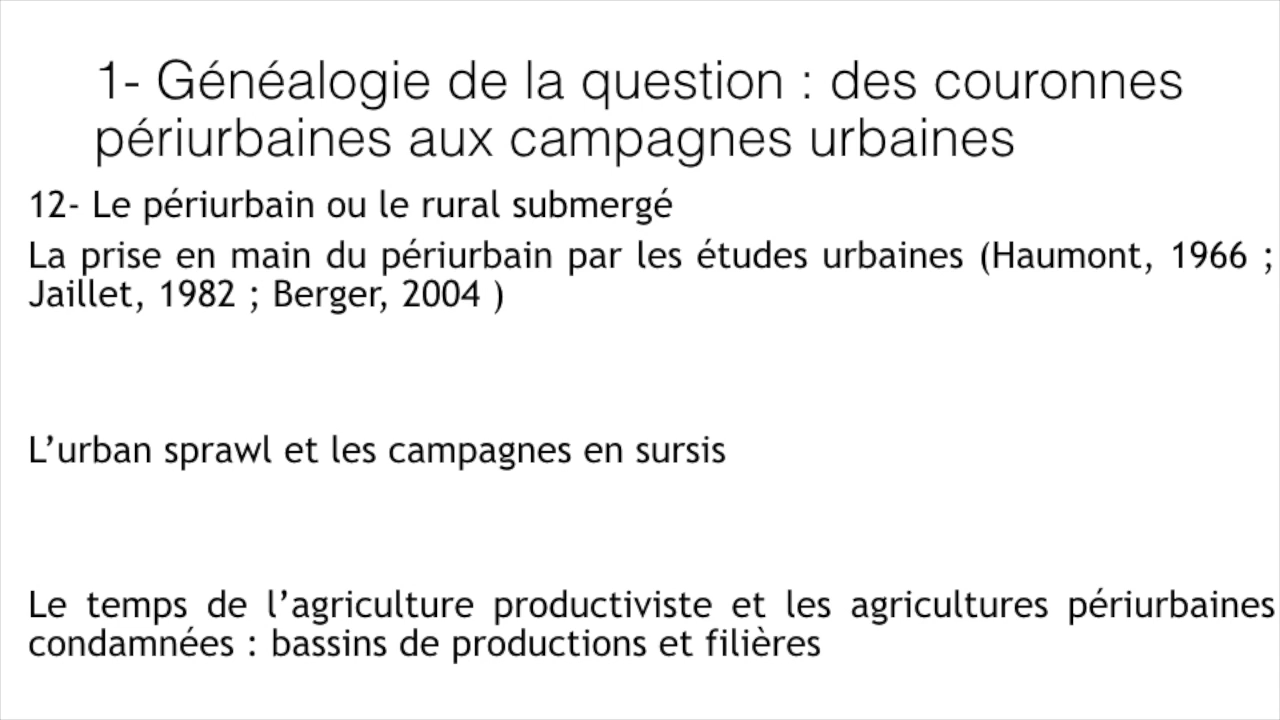 1- Généalogie de la question : des couronnes
périurbaines aux campagnes urbaines
12- Le périurbain ou le rural submergé
La prise en main du périurbain par les études urbaines (Haumont, 1966 ;
Jaillet, 1982 ; Berger, 2004 )
L’urban sprawl et les campagnes en sursis
Le temps de l’agriculture productiviste et les agricultures périurbaines
condamnées : bassins de productions et filières